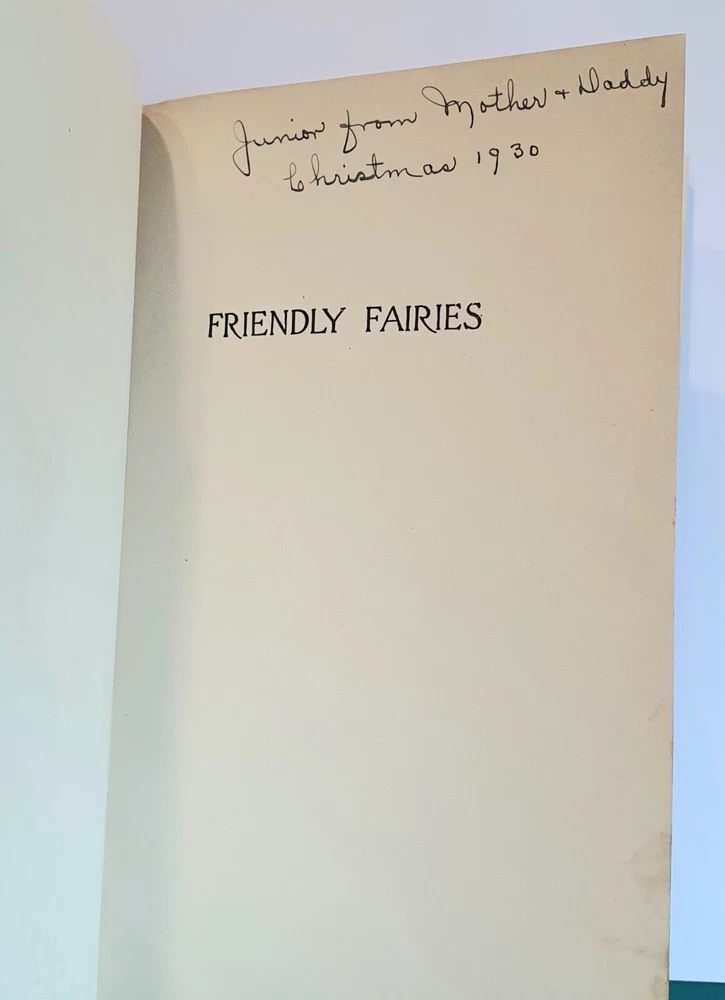 Junior from Mother + Daddy
Christmas 1930
FRIENDLY FAIRIES